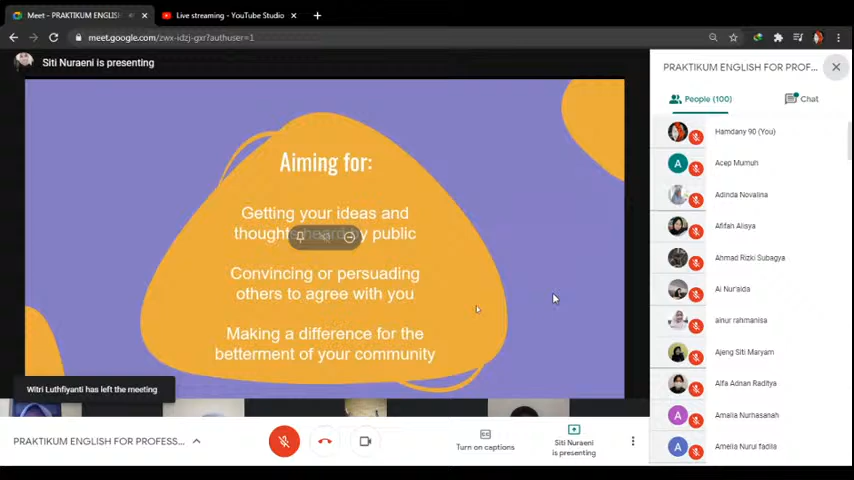 Meet - PRAKTIKUM ENGLISH
Live streaming - YouTube Studio
meet.google.com/zwx-idzj-gxr?authuser=1
Siti Nuraeni is presenting
PRAKTIKUM ENGLISH FOR PROF...
People (100)
Chat
Aiming for:
Getting your ideas and
thoughts heard by public
Convincing or persuading
others to agree with you
Making a difference for the
betterment of your community
Hamdany 90 (You)
Acep Mumuh
Adinda Novalina
Afifah Alisya
Ahmad Rizki Subagya
Ai Nur'aida
ainur rahmanisa
Ajeng Siti Maryam
Alfa Adnan Raditya
Amalia Nurhasanah
Amelia Nurul fadila
Witri Luthfiyanti has left the meeting
PRAKTIKUM ENGLISH FOR PROFESS...
Turn on captions
Siti Nuraeni
is presenting